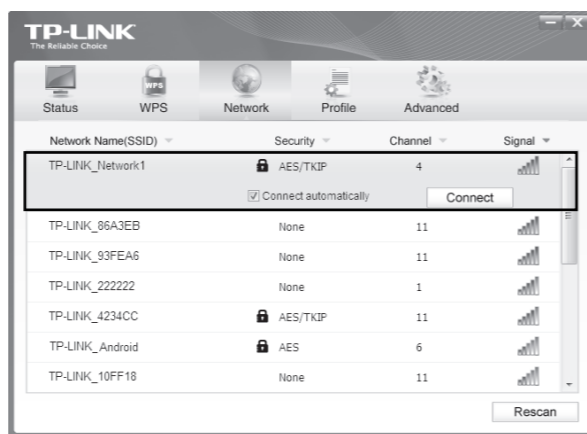 TP-LINK
The Reliable Choice
Status WPS Network Profile Advanced
Network Name(SSID) Security Channel Signal
TP-LINK_Network1 AES/TKIP 4
Connect automatically Connect
TP-LINK_86A3EB None 11
TP-LINK_93FEA6 None 11
TP-LINK_222222 None 1
TP-LINK_4234CC AES/TKIP 11
TP-LINK_Android AES 6
TP-LINK_10FF18 None 11
Rescan